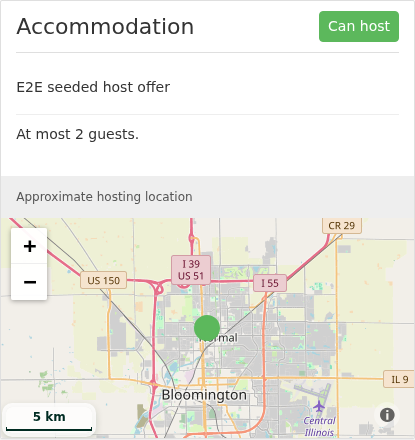 Accommodation
Can host
E2E seeded host offer
At most 2 guests.
Approximate hosting location
CR 29
+
−
I 39
US 51
US 150
I 55
Normal
IL 9
Bloomington
5 km
Central
Illinois
i